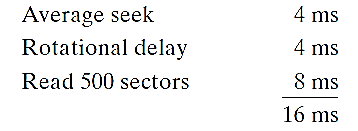 Average seek 4 ms
Rotational delay 4 ms
Read 500 sectors 8 ms
16 ms